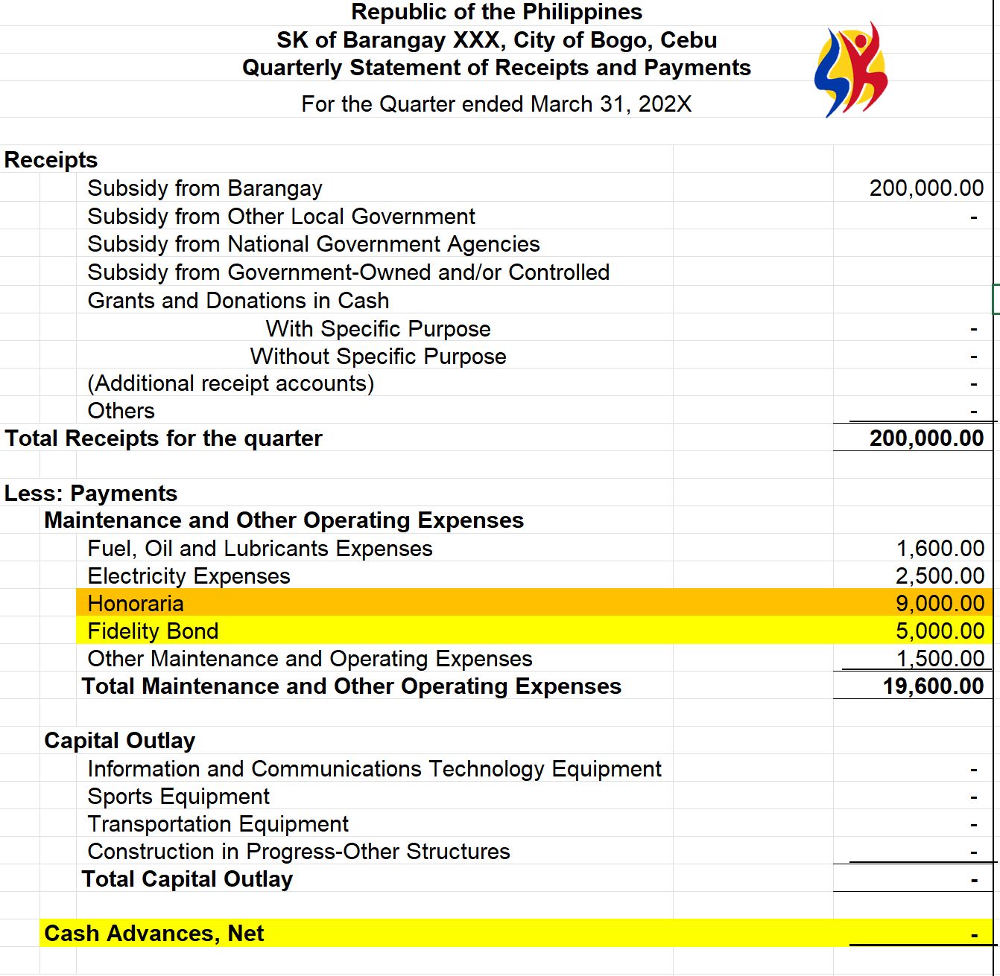 Republic of the Philippines
SK of Barangay XXX, City of Bogo, Cebu
Quarterly Statement of Receipts and Payments
For the Quarter ended March 31, 202X
Receipts
Subsidy from Barangay 200,000.00
Subsidy from Other Local Government -
Subsidy from National Government Agencies
Subsidy from Government-Owned and/or Controlled
Grants and Donations in Cash
With Specific Purpose -
Without Specific Purpose -
(Additional receipt accounts) -
Others -
Total Receipts for the quarter 200,000.00
Less: Payments
Maintenance and Other Operating Expenses
Fuel, Oil and Lubricants Expenses 1,600.00
Electricity Expenses 2,500.00
Honoraria 9,000.00
Fidelity Bond 5,000.00
Other Maintenance and Operating Expenses 1,500.00
Total Maintenance and Other Operating Expenses 19,600.00
Capital Outlay
Information and Communications Technology Equipment -
Sports Equipment -
Transportation Equipment -
Construction in Progress-Other Structures -
Total Capital Outlay -
Cash Advances, Net -